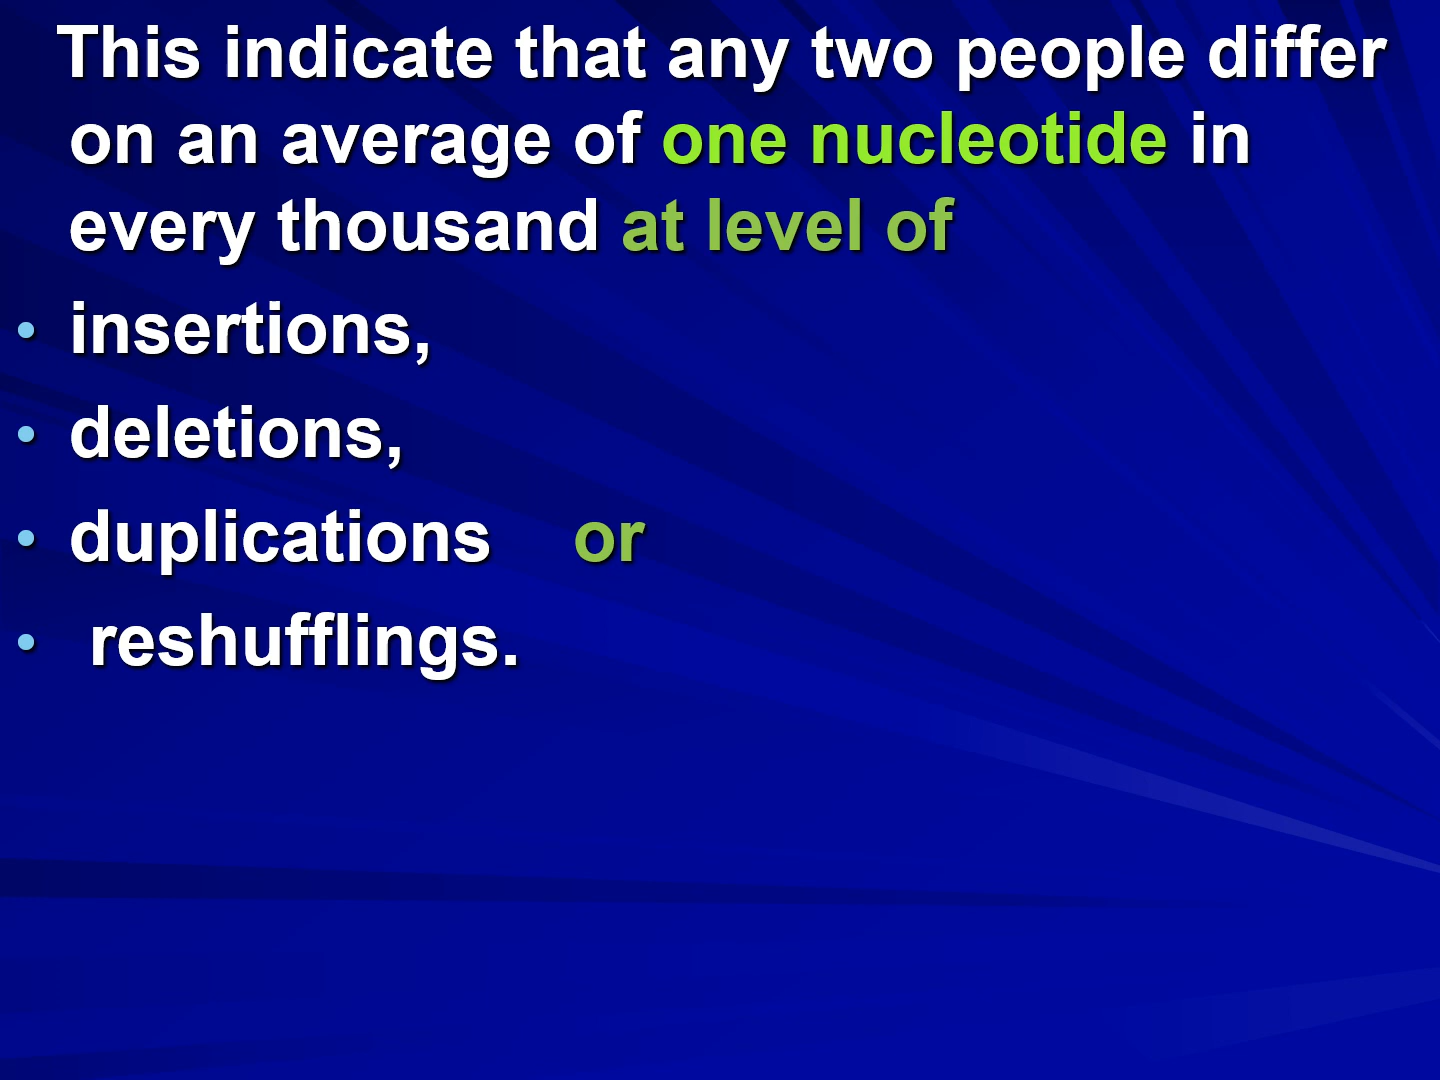 This indicate that any two people differ
on an average of one nucleotide in
every thousand at level of
• insertions,
• deletions,
• duplications or
• reshufflings.